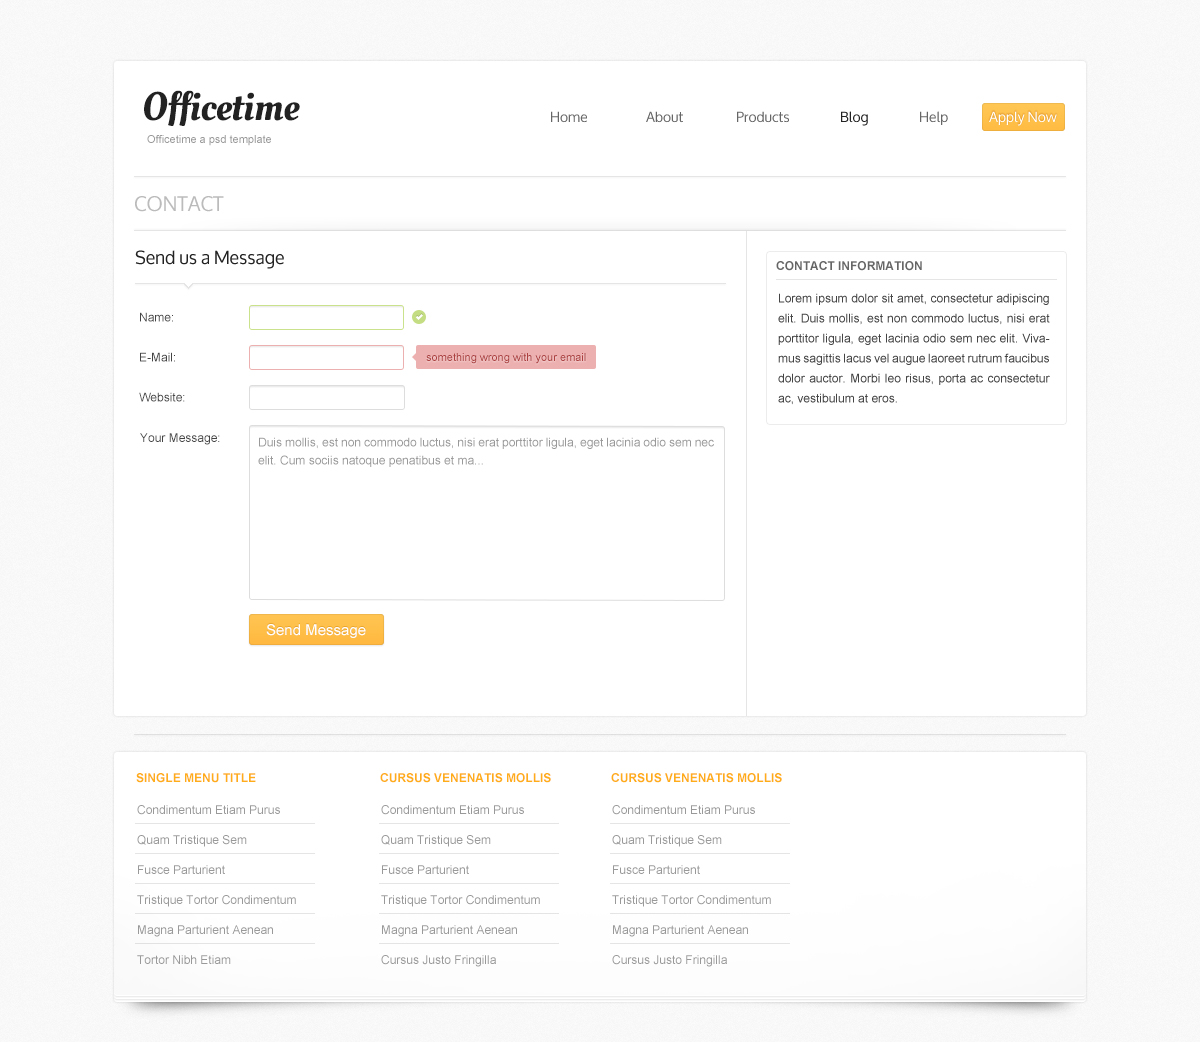 Officetime
Officetime a psd template
Home About Products Blog Help Apply Now
CONTACT
Send us a Message
Name:
E-Mail: something wrong with your email
Website:
Your Message:
Duis mollis, est non commodo luctus, nisi erat porttitor ligula, eget lacinia odio sem nec
elit. Cum sociis natoque penatibus et ma...
Send Message
CONTACT INFORMATION
Lorem ipsum dolor sit amet, consectetur adipiscing
elit. Duis mollis, est non commodo luctus, nisi erat
porttitor ligula, eget lacinia odio sem nec elit. Viva-
mus sagittis lacus vel augue laoreet rutrum faucibus
dolor auctor. Morbi leo risus, porta ac consectetur
ac, vestibulum at eros.
SINGLE MENU TITLE
Condimentum Etiam Purus
Quam Tristique Sem
Fusce Parturient
Tristique Tortor Condimentum
Magna Parturient Aenean
Tortor Nibh Etiam
CURSUS VENENATIS MOLLIS
Condimentum Etiam Purus
Quam Tristique Sem
Fusce Parturient
Tristique Tortor Condimentum
Magna Parturient Aenean
Cursus Justo Fringilla
CURSUS VENENATIS MOLLIS
Condimentum Etiam Purus
Quam Tristique Sem
Fusce Parturient
Tristique Tortor Condimentum
Magna Parturient Aenean
Cursus Justo Fringilla